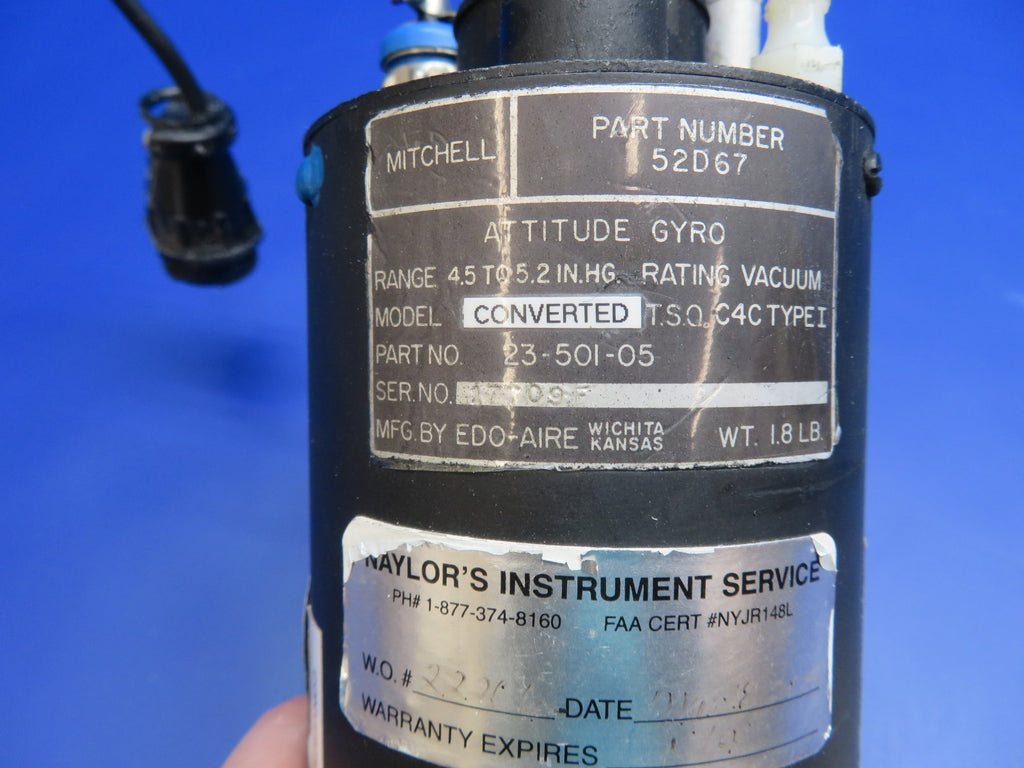 MITCHELL
PART NUMBER
52D67
ATTITUDE GYRO
RANGE 4.5 TO 5.2 IN.HG. RATING VACUUM
MODEL CONVERTED T.S.O. C4C TYPE I
PART NO. 23-501-05
SER.NO.
MFG.BY EDO-AIRE WICHITA KANSAS WT. 1.8 LB.
NAYLOR'S INSTRUMENT SERVICE
PH# 1-877-374-8160 FAA CERT #NYJR148L
W.O. # DATE
WARRANTY EXPIRES